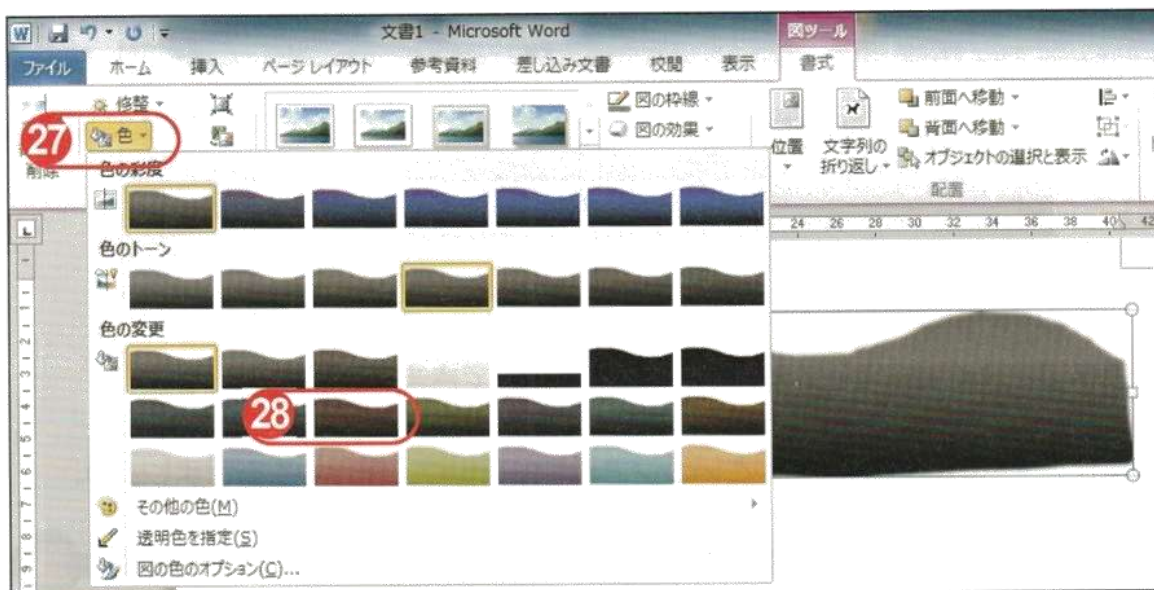 文書1 - Microsoft Word
図ツール
ファイル ホーム 挿入 ページ レイアウト 参考資料 差し込み文書 校閲 表示 書式
修整
図の枠線
前面へ移動
27 色
図の効果
背面へ移動
位置 文字列の折り返し
オブジェクトの選択と表示
削除
配置
色の彩度
24 26 28 30 32 34 36 38 40 42
色のトーン
色の変更
28
その他の色(M)
透明色を指定(S)
図の色のオプション(C)...